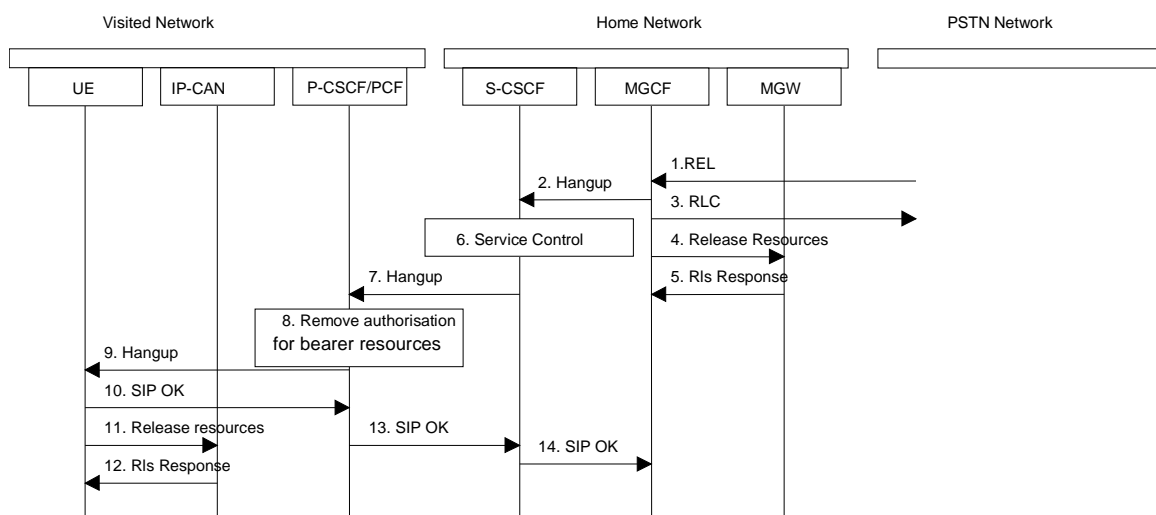 Visited Network
Home Network
PSTN Network
UE
IP-CAN
P-CSCF/PCF
S-CSCF
MGCF
MGW
1.REL
2. Hangup
3. RLC
6. Service Control
4. Release Resources
7. Hangup
5. Rls Response
8. Remove authorisation
for bearer resources
9. Hangup
10. SIP OK
11. Release resources
13. SIP OK
14. SIP OK
12. Rls Response